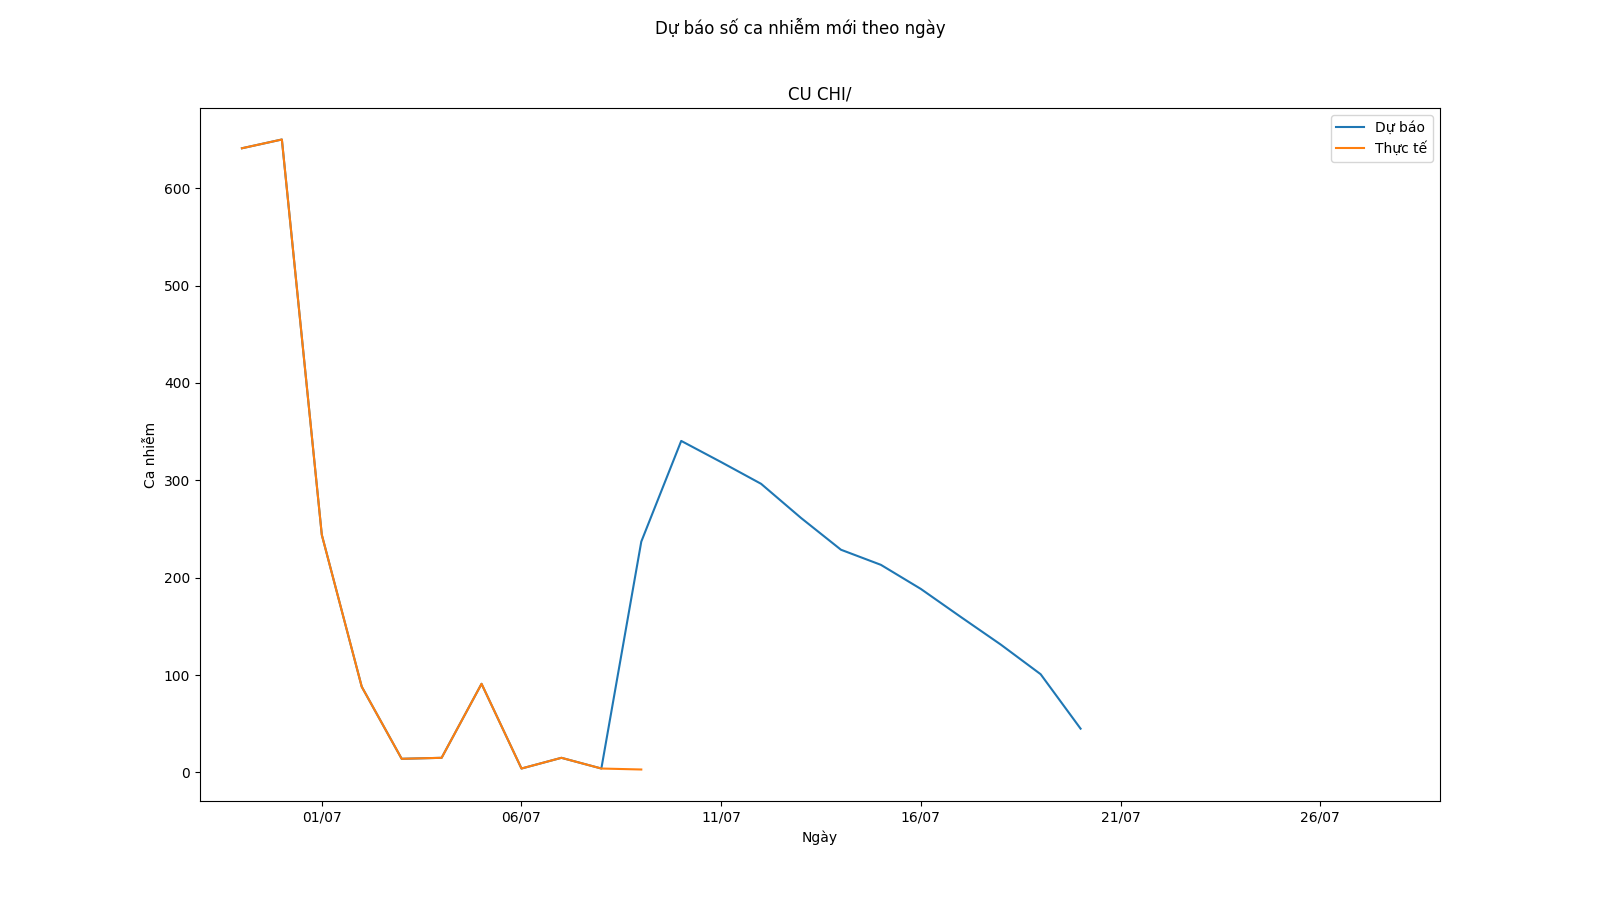 Dự báo số ca nhiễm mới theo ngày
CU CHI/
Dự báo
Thực tế
600
500
400
300
200
100
0
Ca nhiễm
01/07
06/07
11/07
16/07
21/07
26/07
Ngày